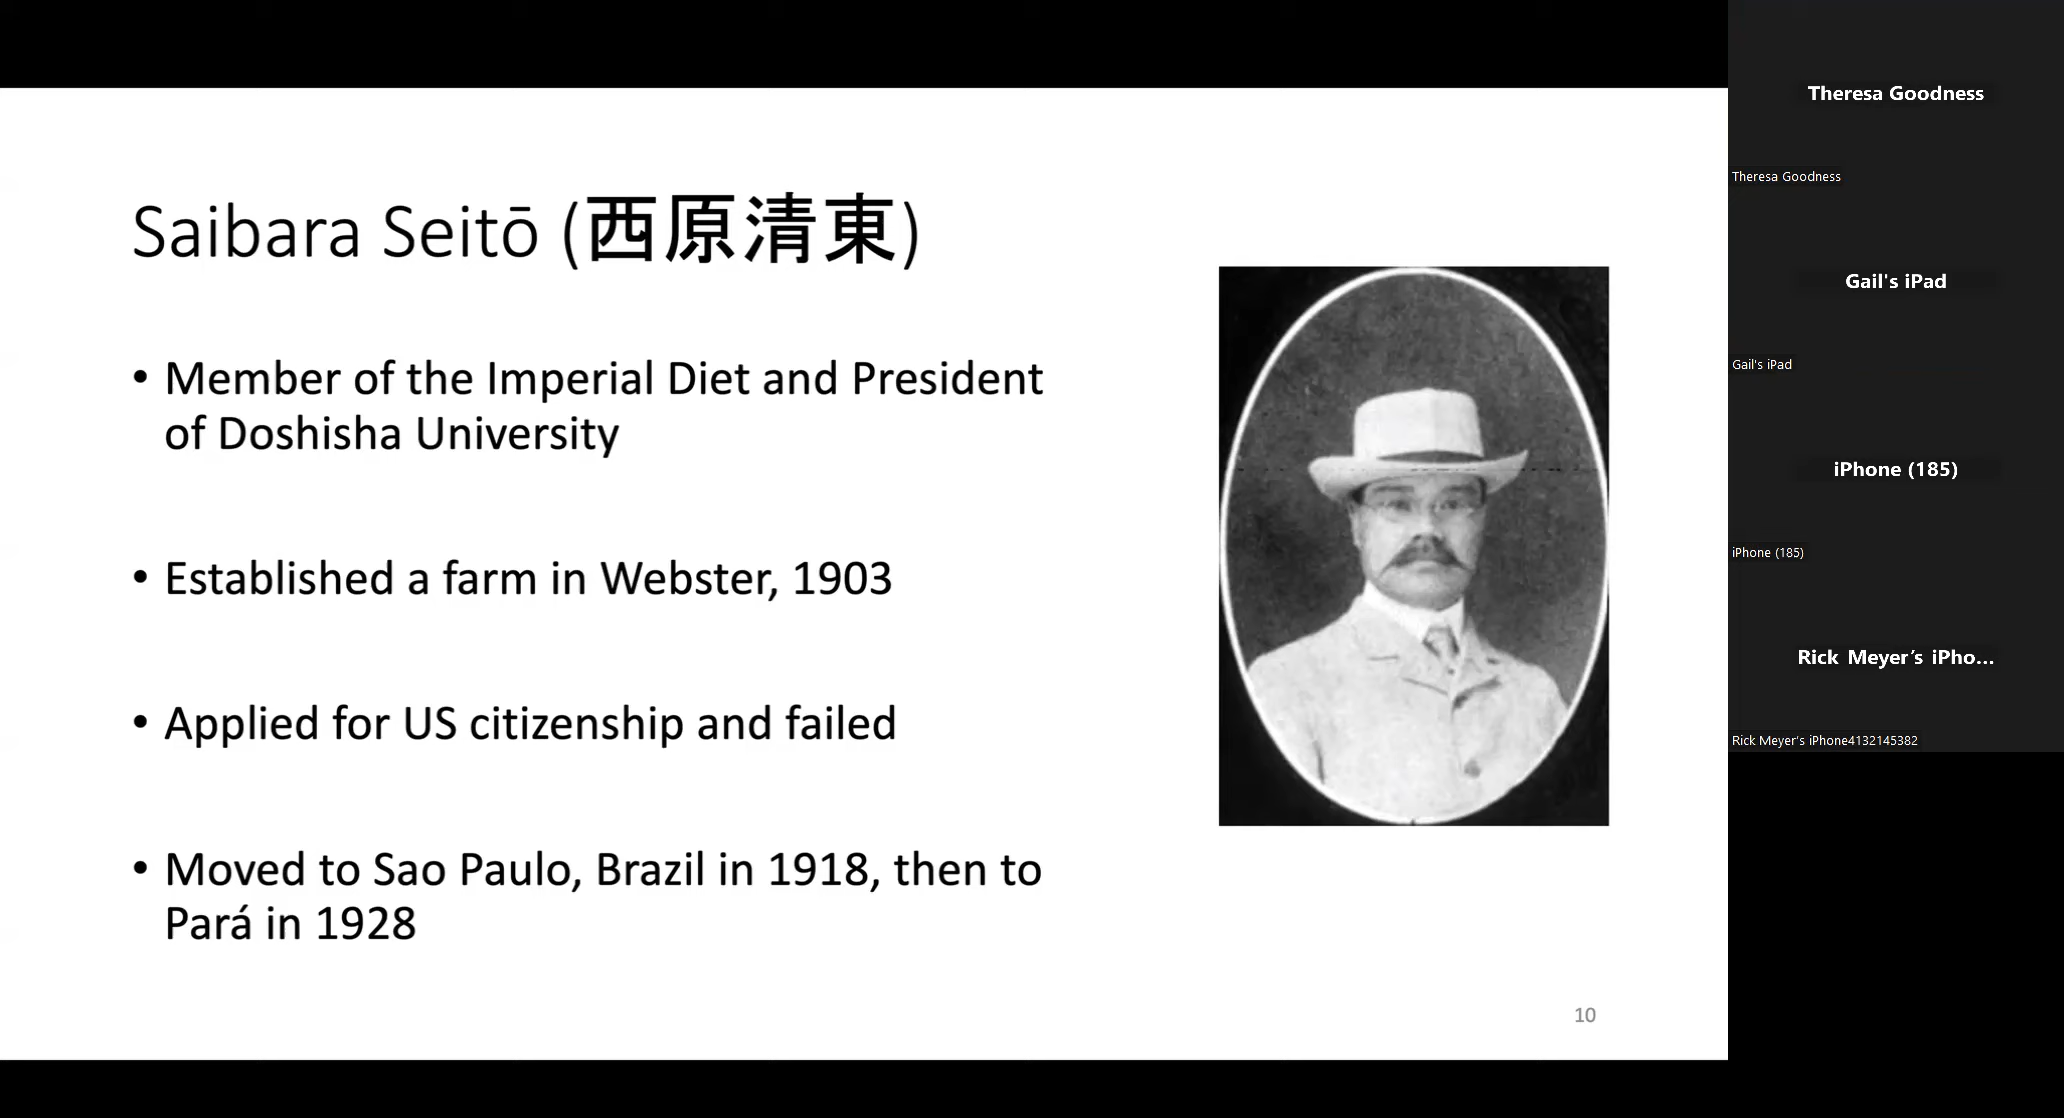 Saibara Seitō (西原清東)
• Member of the Imperial Diet and President
of Doshisha University
• Established a farm in Webster, 1903
• Applied for US citizenship and failed
• Moved to Sao Paulo, Brazil in 1918, then to
Pará in 1928
10
Theresa Goodness
Theresa Goodness
Gail's iPad
Gail's iPad
iPhone (185)
iPhone (185)
Rick Meyer’s iPho...
Rick Meyer's iPhone4132145382